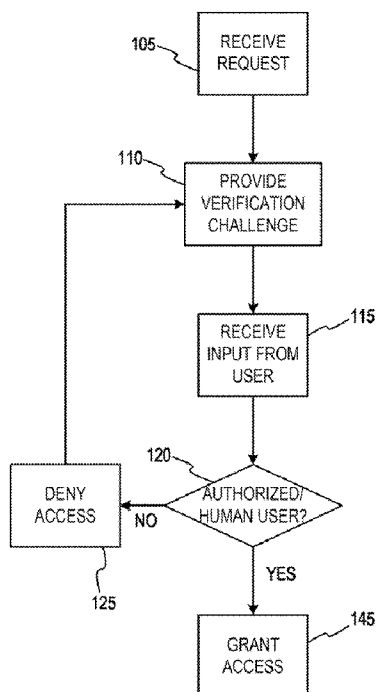 105
RECEIVE
REQUEST
110
PROVIDE
VERIFICATION
CHALLENGE
115
RECEIVE
INPUT FROM
USER
120
AUTHORIZED/
HUMAN USER?
NO
DENY
ACCESS
125
YES
145
GRANT
ACCESS